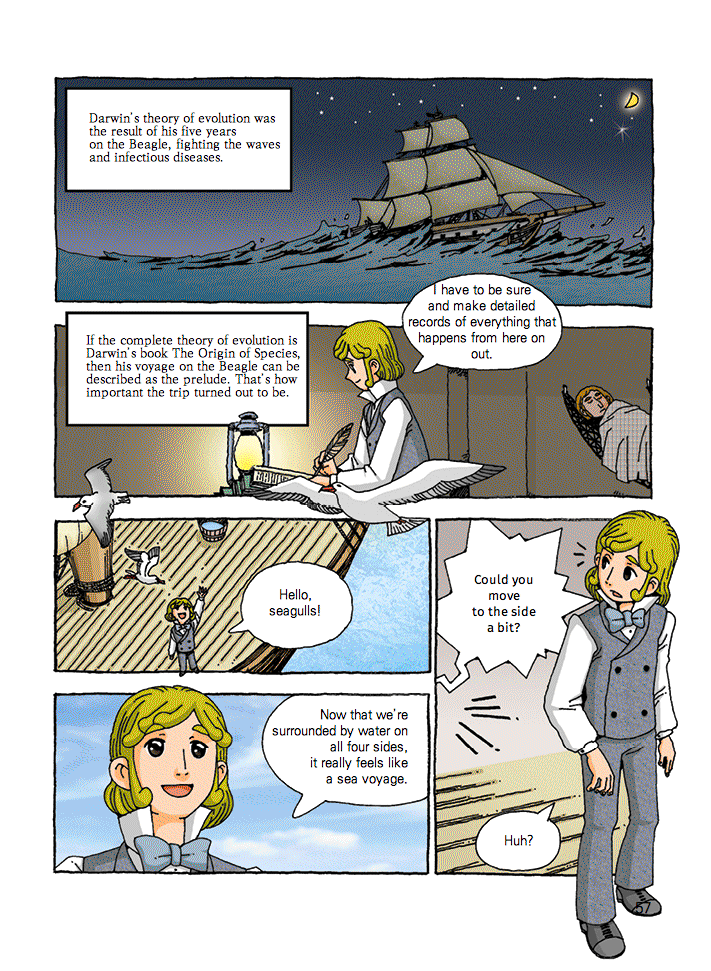 Darwin's theory of evolution was
the result of his five years
on the Beagle, fighting the waves
and infectious diseases.
I have to be sure
and make detailed
records of everything that
happens from here on
out.
If the complete theory of evolution is
Darwin's book The Origin of Species,
then his voyage on the Beagle can be
described as the prelude. That's how
important the trip turned out to be.
Hello,
seagulls!
Could you
move
to the side
a bit?
Now that we're
surrounded by water on
all four sides,
it really feels like
a sea voyage.
Huh?
57